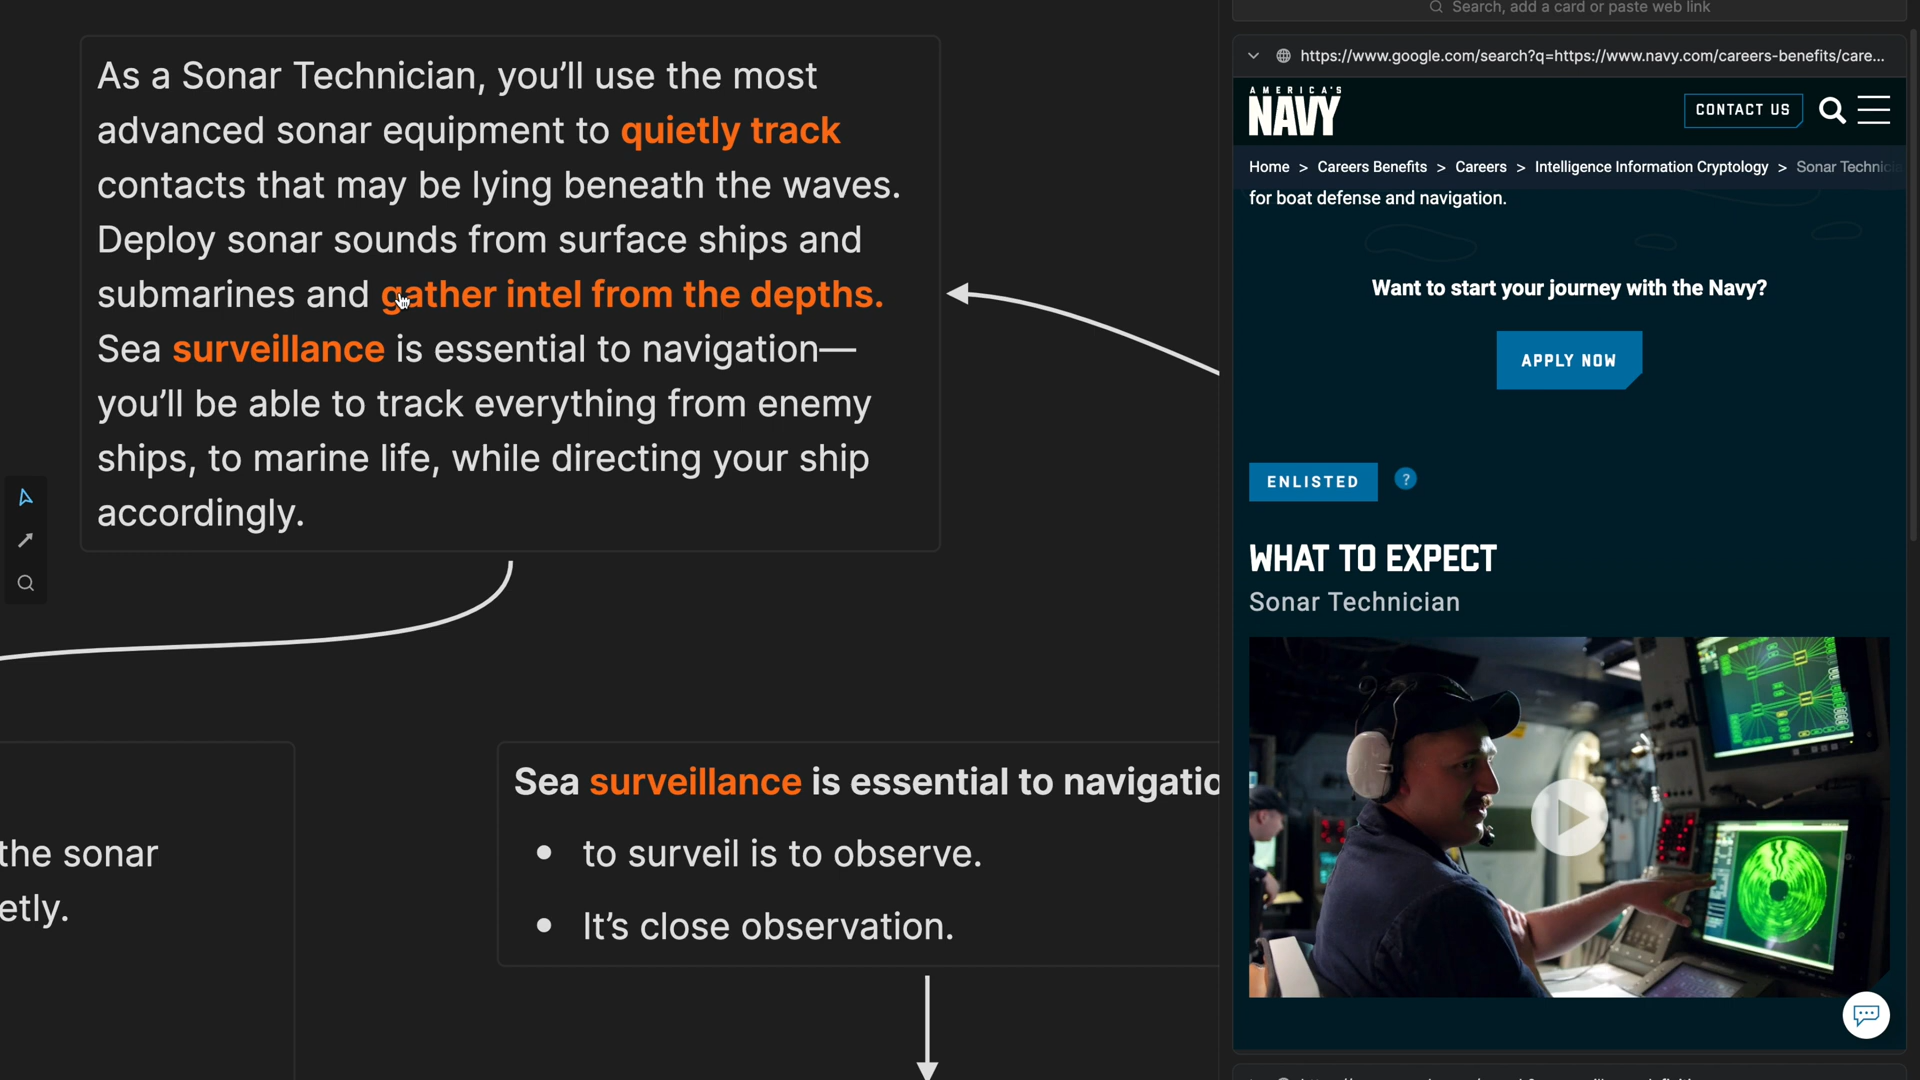 As a Sonar Technician, you’ll use the most
advanced sonar equipment to quietly track
contacts that may be lying beneath the waves.
Deploy sonar sounds from surface ships and
submarines and gather intel from the depths.
Sea surveillance is essential to navigation—
you’ll be able to track everything from enemy
ships, to marine life, while directing your ship
accordingly.
the sonar
etly.
Sea surveillance is essential to navigatio
• to surveil is to observe.
• It’s close observation.
Search, add a card or paste web link
https://www.google.com/search?q=https://www.navy.com/careers-benefits/care...
AMERICA'S
NAVY
CONTACT US
Home > Careers Benefits > Careers > Intelligence Information Cryptology > Sonar Technici
for boat defense and navigation.
Want to start your journey with the Navy?
APPLY NOW
ENLISTED ?
WHAT TO EXPECT
Sonar Technician